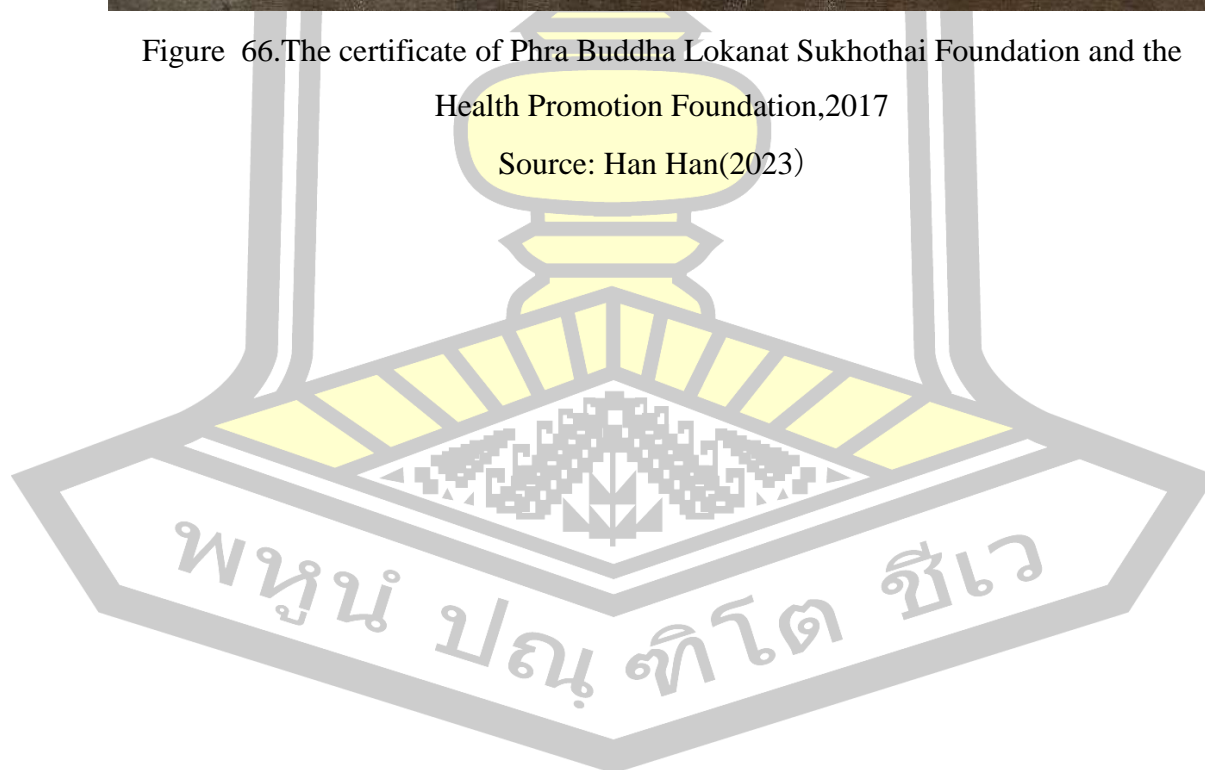 Figure  66.The certificate of Phra Buddha Lokanat Sukhothai Foundation and the
Health Promotion Foundation,2017
Source: Han Han(2023）
พหูนํ ปณฺฑิโต ชีเว